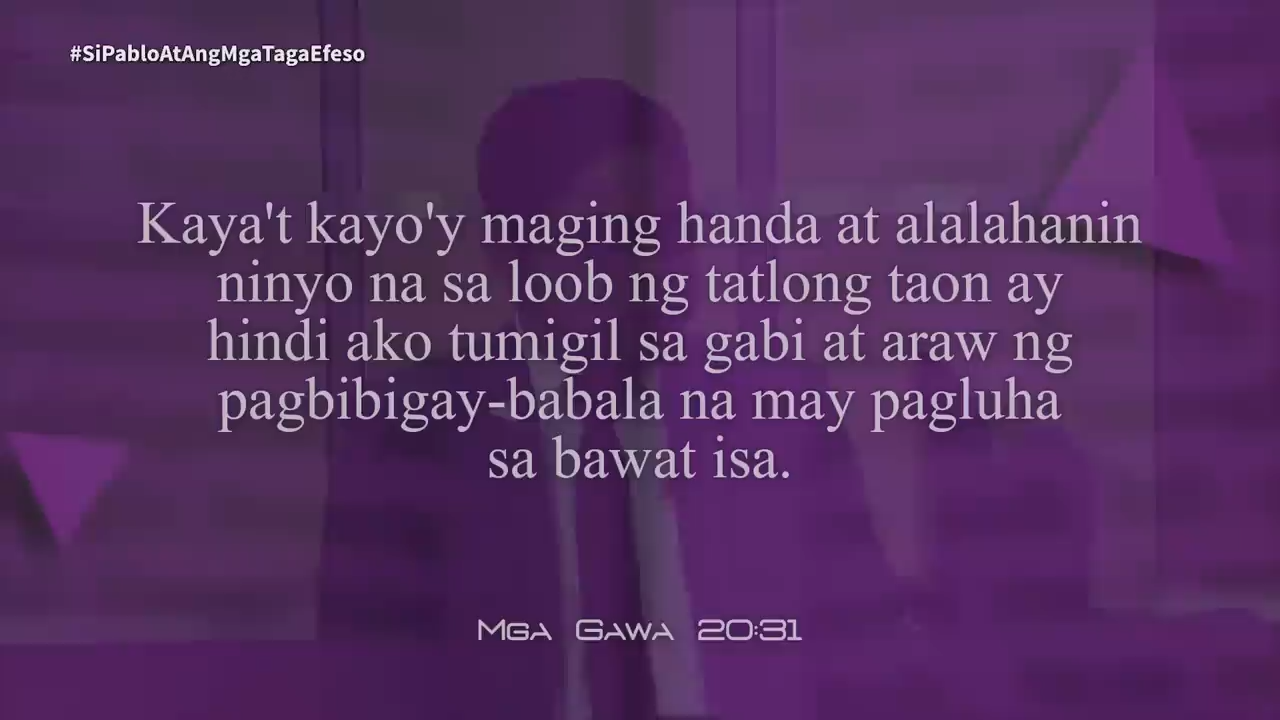 #SiPabloAtAngMgaTagaEfeso
Kaya't kayo'y maging handa at alalahanin
ninyo na sa loob ng tatlong taon ay
hindi ako tumigil sa gabi at araw ng
pagbibigay-babala na may pagluha
sa bawat isa.
Mga Gawa 20:31